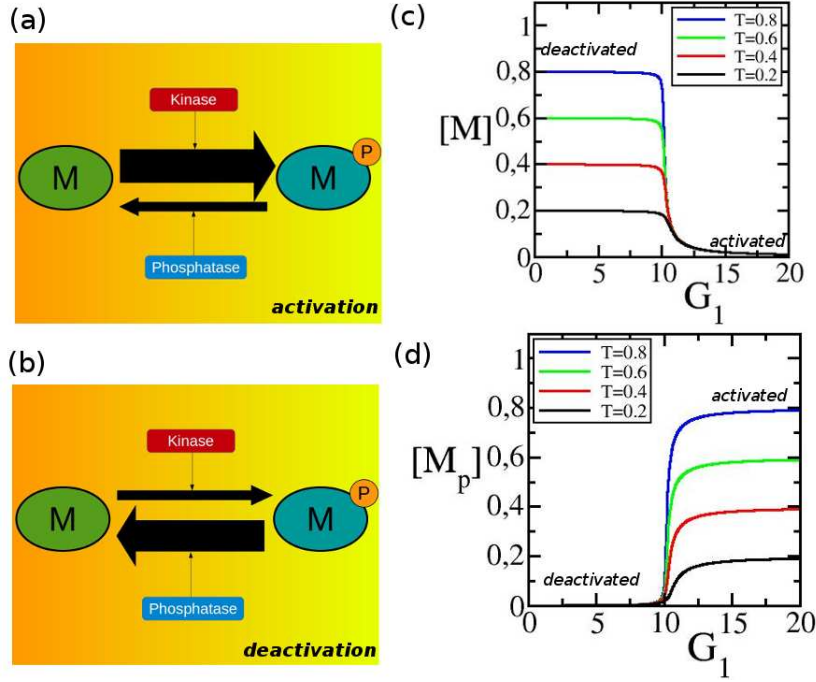 (a)
Kinase
M
M
P
Phosphatase
activation
(b)
Kinase
M
M
P
Phosphatase
deactivation
(c)
1
0,8
0,6
0,4
0,2
0
[M]
deactivated
T=0.8
T=0.6
T=0.4
T=0.2
activated
0
5
10
15
20
G1
(d)
1
0,8
0,6
0,4
0,2
0
[Mp]
T=0.8
T=0.6
T=0.4
T=0.2
activated
deactivated
0
5
10
15
20
G1